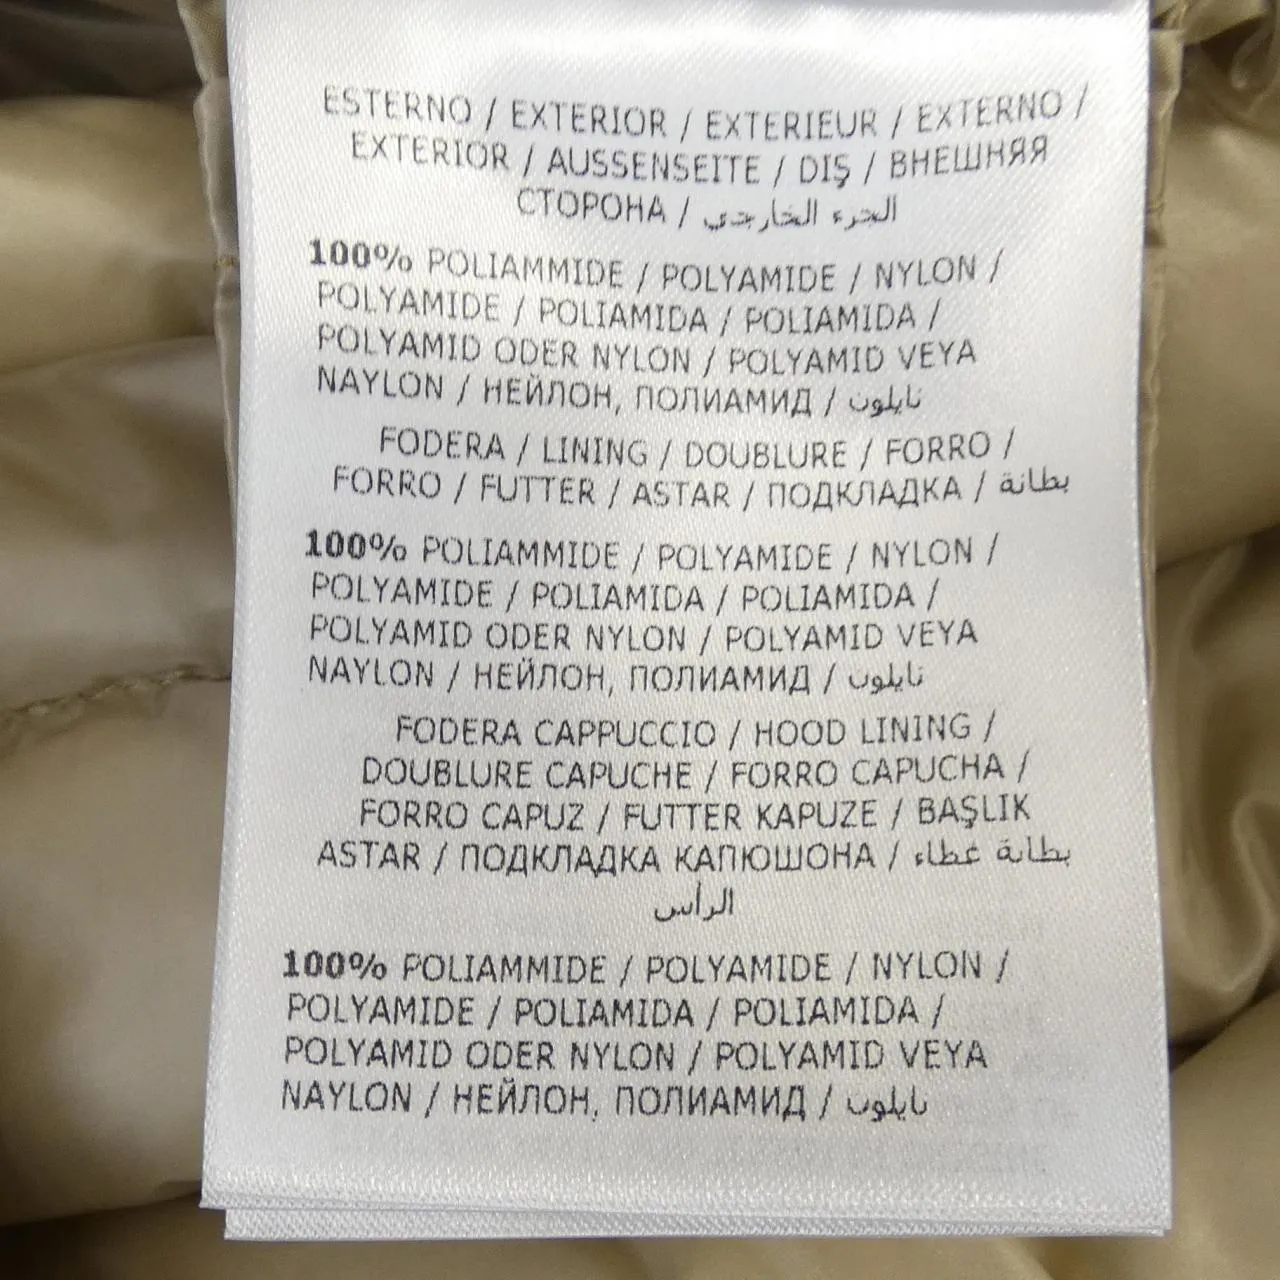 ESTERNO / EXTERIOR / EXTERIEUR / EXTERNO /
EXTERIOR / AUSSENSEITE / DIŞ / ВНЕШНЯЯ
СТОРОНА / الجزء الخارجي
100% POLIAMMIDE / POLYAMIDE / NYLON /
POLYAMIDE / POLIAMIDA / POLIAMIDA /
POLYAMID ODER NYLON / POLYAMID VEYA
NAYLON / НЕЙЛОН, ПОЛИАМИД / نايلون
FODERA / LINING / DOUBLURE / FORRO /
FORRO / FUTTER / ASTAR / ПОДКЛАДКА / بطانة
100% POLIAMMIDE / POLYAMIDE / NYLON /
POLYAMIDE / POLIAMIDA / POLIAMIDA /
POLYAMID ODER NYLON / POLYAMID VEYA
NAYLON / НЕЙЛОН, ПОЛИАМИД / نايلون
FODERA CAPPUCCIO / HOOD LINING /
DOUBLURE CAPUCHE / FORRO CAPUCHA /
FORRO CAPUZ / FUTTER KAPUZE / BAŞLIK
ASTAR / ПОДКЛАДКА КАПЮШОНА / بطانة غطاء
الرأس
100% POLIAMMIDE / POLYAMIDE / NYLON /
POLYAMIDE / POLIAMIDA / POLIAMIDA /
POLYAMID ODER NYLON / POLYAMID VEYA
NAYLON / НЕЙЛОН, ПОЛИАМИД / نايلون